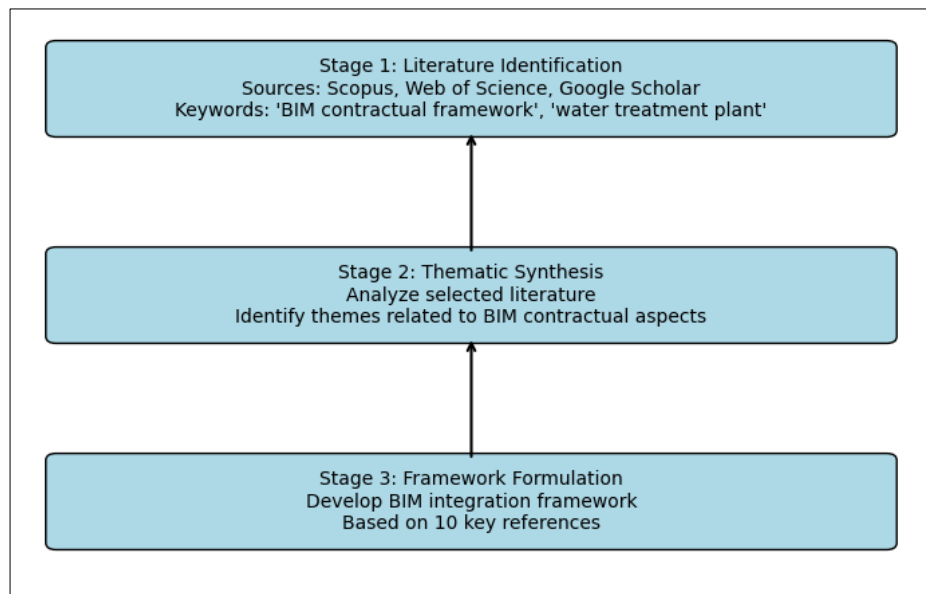 Stage 1: Literature Identification
Sources: Scopus, Web of Science, Google Scholar
Keywords: 'BIM contractual framework', 'water treatment plant'
Stage 2: Thematic Synthesis
Analyze selected literature
Identify themes related to BIM contractual aspects
Stage 3: Framework Formulation
Develop BIM integration framework
Based on 10 key references